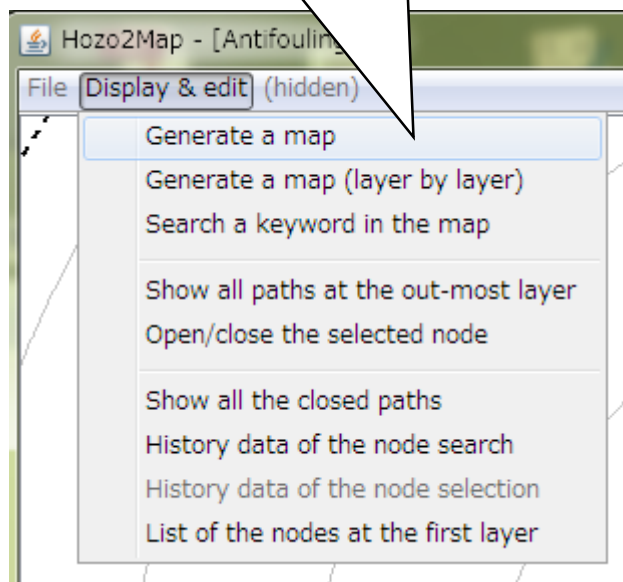 Hozo2Map - [Antifouling
File Display & edit (hidden)
Generate a map
Generate a map (layer by layer)
Search a keyword in the map
Show all paths at the out-most layer
Open/close the selected node
Show all the closed paths
History data of the node search
History data of the node selection
List of the nodes at the first layer